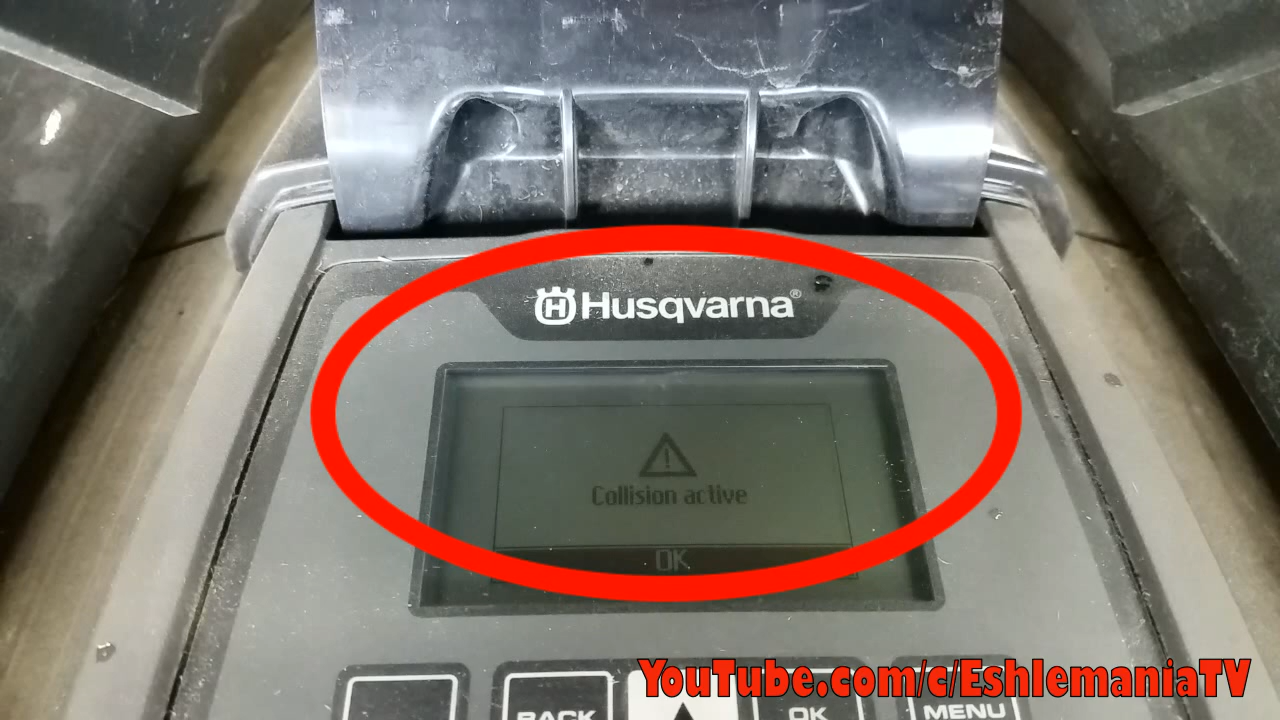 Husqvarna®
Collision active
OK
BACK
OK
MENU
YouTube.com/c/EshlemaniaTV